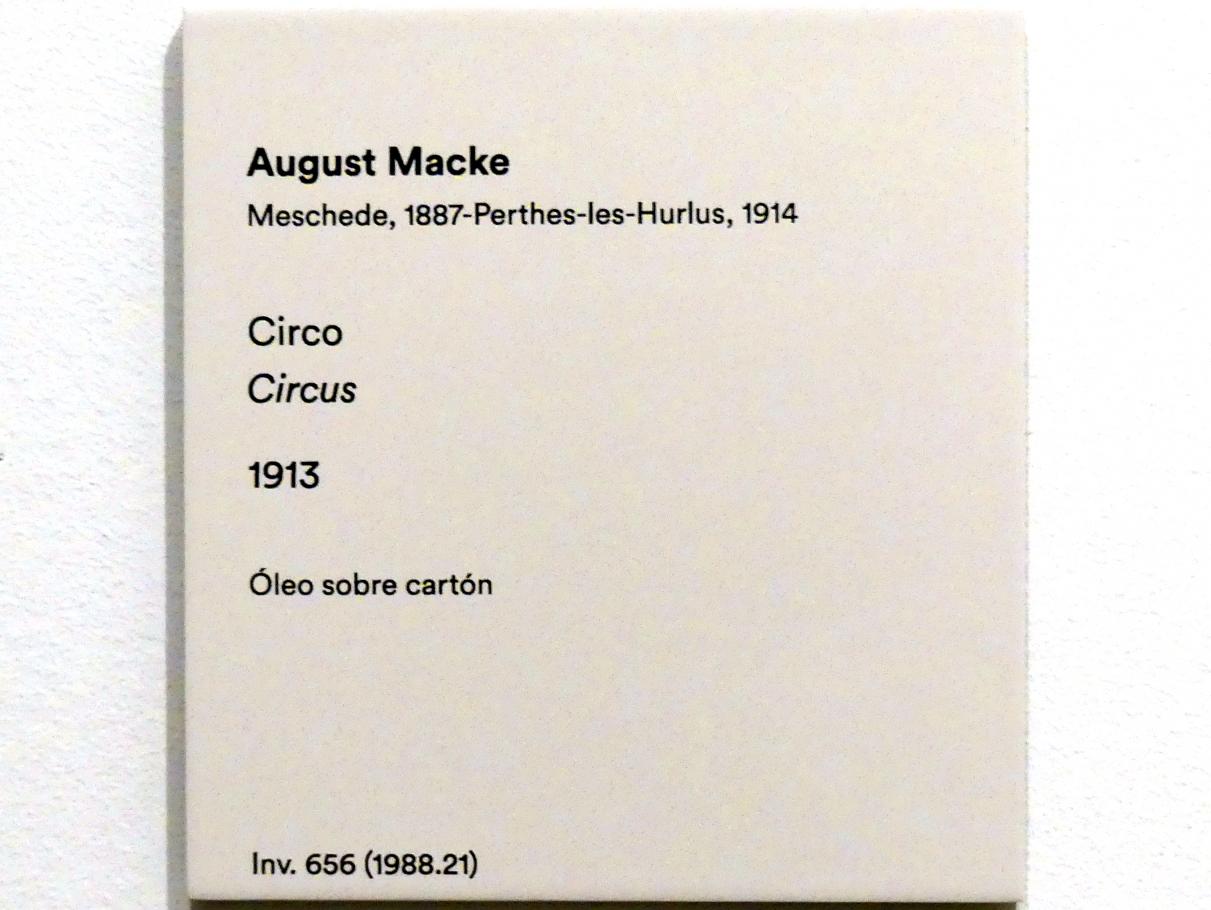 August Macke
Meschede, 1887-Perthes-les-Hurlus, 1914
Circo
Circus
1913
Óleo sobre cartón
Inv. 656 (1988.21)